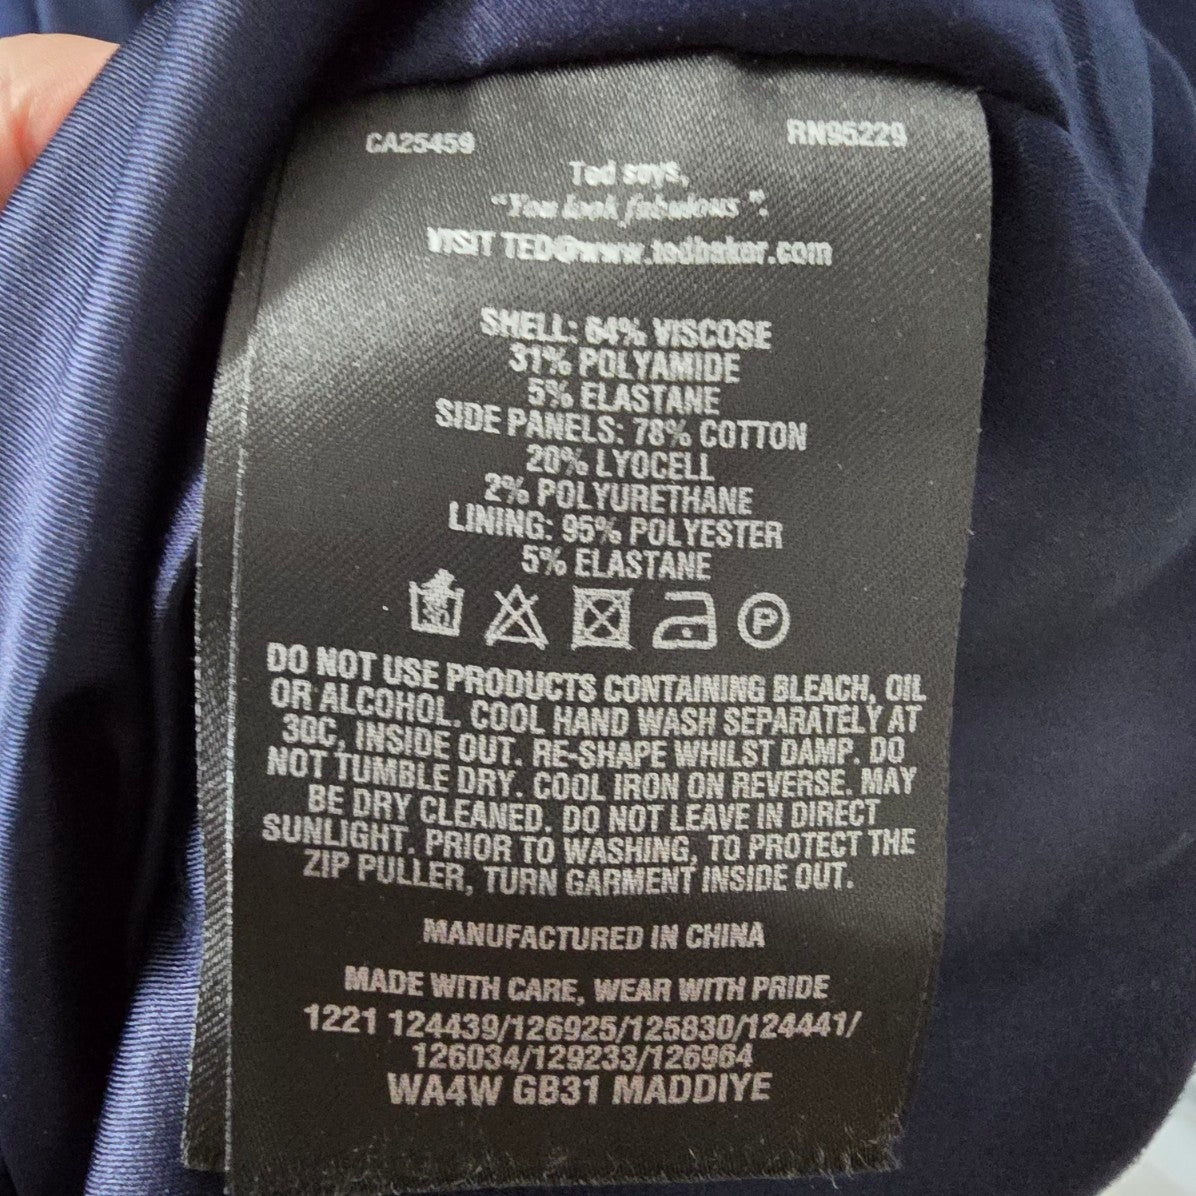 CA25459 RN95229
Ted says,
"You look fabulous".
VISIT TED@www.tedbaker.com
SHELL: 64% VISCOSE
31% POLYAMIDE
5% ELASTANE
SIDE PANELS: 78% COTTON
20% LYOCELL
2% POLYURETHANE
LINING: 95% POLYESTER
5% ELASTANE
30
P
DO NOT USE PRODUCTS CONTAINING BLEACH, OIL
OR ALCOHOL. COOL HAND WASH SEPARATELY AT
30C, INSIDE OUT. RE-SHAPE WHILST DAMP. DO
NOT TUMBLE DRY. COOL IRON ON REVERSE. MAY
BE DRY CLEANED. DO NOT LEAVE IN DIRECT
SUNLIGHT. PRIOR TO WASHING, TO PROTECT THE
ZIP PULLER, TURN GARMENT INSIDE OUT.
MANUFACTURED IN CHINA
MADE WITH CARE, WEAR WITH PRIDE
1221 124439/126925/125830/124441/
126034/129233/126964
WA4W GB31 MADDIYE